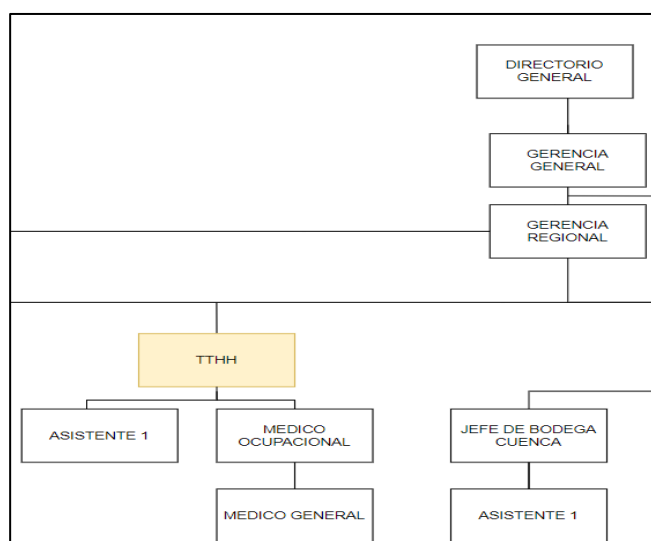 DIRECTORIO
GENERAL
GERENCIA
GENERAL
GERENCIA
REGIONAL
TTHH
ASISTENTE 1
MEDICO
OCUPACIONAL
JEFE DE BODEGA
CUENCA
MEDICO GENERAL
ASISTENTE 1